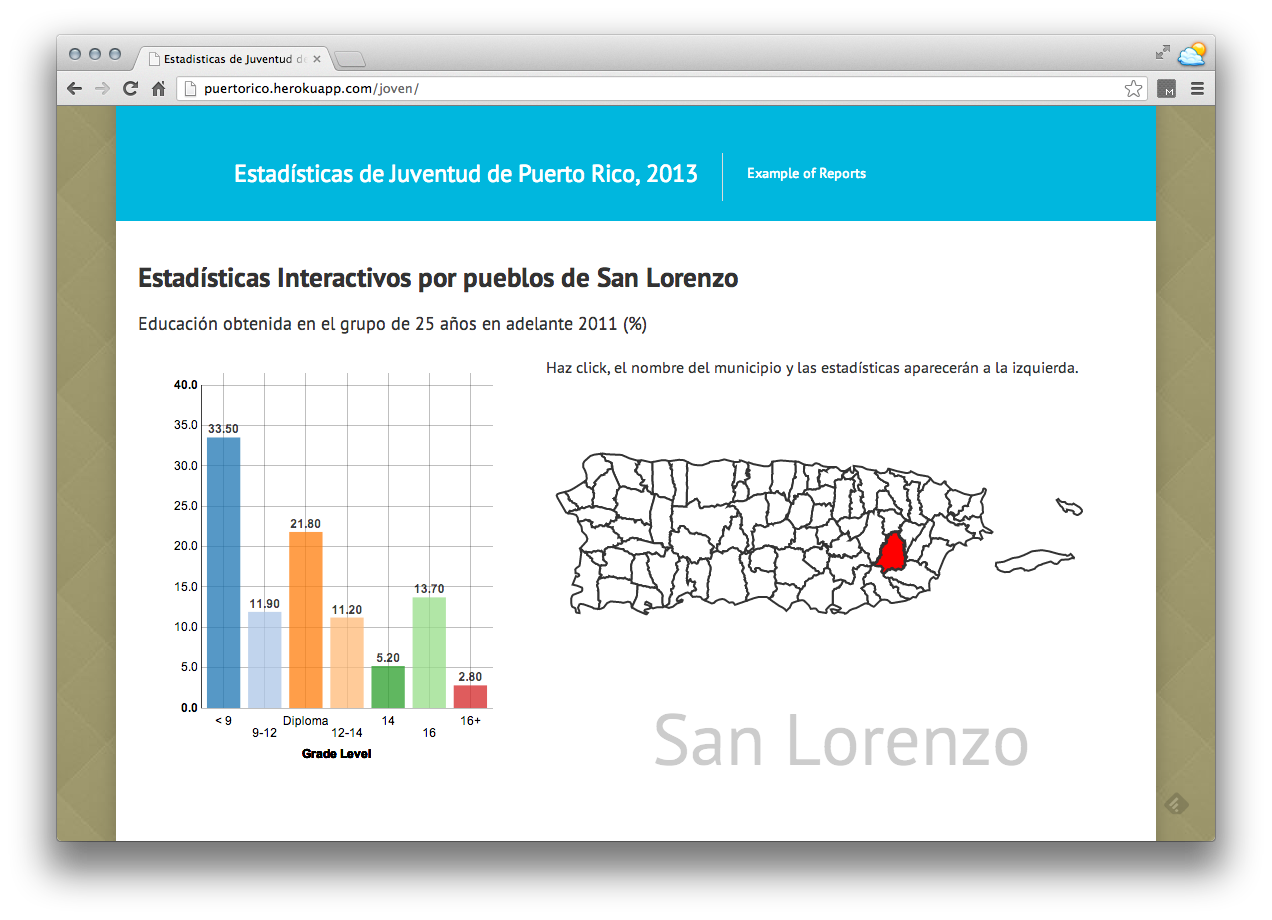 Estadisticas de Juventud de
puertorico.herokuapp.com/joven/
M
Estadísticas de Juventud de Puerto Rico, 2013
Example of Reports
Estadísticas Interactivos por pueblos de San Lorenzo
Educación obtenida en el grupo de 25 años en adelante 2011 (%)
Haz click, el nombre del municipio y las estadísticas aparecerán a la izquierda.
40.0
35.0
30.0
25.0
20.0
15.0
10.0
5.0
0.0
33.50
11.90
21.80
11.20
5.20
13.70
2.80
< 9
9-12
Diploma
12-14
14
16
16+
Grade Level
San Lorenzo